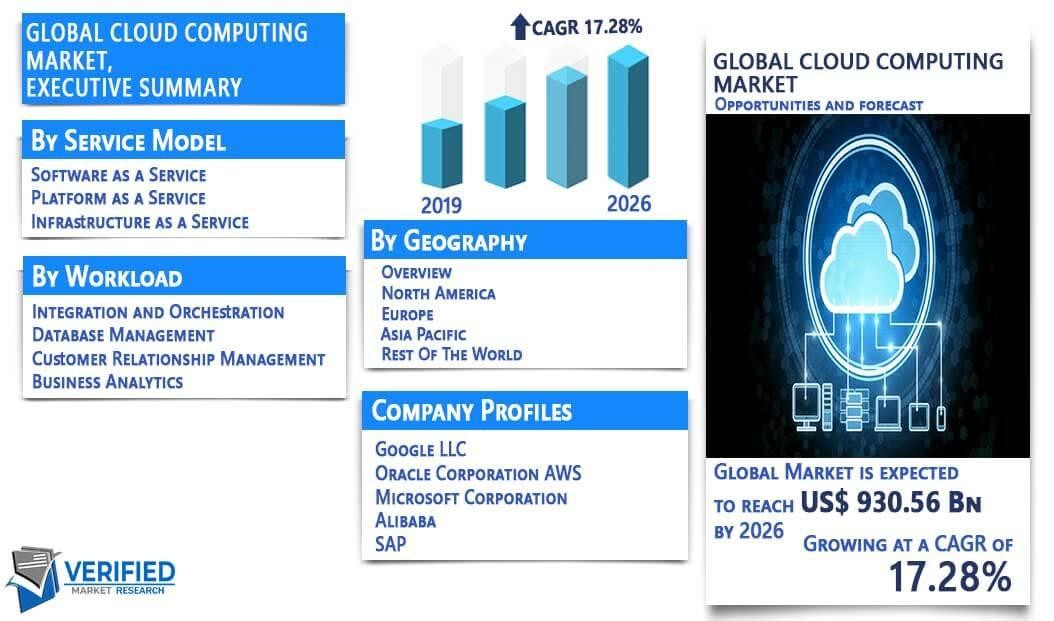 GLOBAL CLOUD COMPUTING
MARKET,
EXECUTIVE SUMMARY
BY SERVICE MODEL
SOFTWARE AS A SERVICE
PLATFORM AS A SERVICE
INFRASTRUCTURE AS A SERVICE
BY WORKLOAD
INTEGRATION AND ORCHESTRATION
DATABASE MANAGEMENT
CUSTOMER RELATIONSHIP MANAGEMENT
BUSINESS ANALYTICS
VERIFIED
MARKET RESEARCH
CAGR 17.28%
2019 2026
BY GEOGRAPHY
OVERVIEW
NORTH AMERICA
EUROPE
ASIA PACIFIC
REST OF THE WORLD
COMPANY PROFILES
GOOGLE LLC
ORACLE CORPORATION AWS
MICROSOFT CORPORATION
ALIBABA
SAP
GLOBAL CLOUD COMPUTING
MARKET
OPPORTUNITIES AND FORECAST
GLOBAL MARKET IS EXPECTED
TO REACH US$ 930.56 BN
BY 2026
GROWING AT A CAGR OF
17.28%